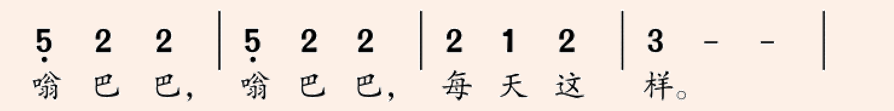 5̣ 2 2 | 5̣ 2 2 | 2 1 2 | 3 - - |
嗡 巴 巴， 嗡 巴 巴， 每 天 这 样。